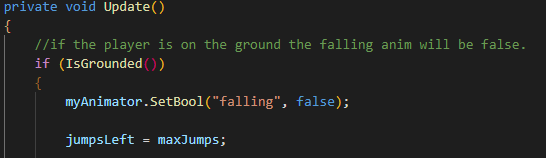 private void Update()
{
//if the player is on the ground the falling anim will be false.
if (IsGrounded())
{
myAnimator.SetBool("falling", false);
jumpsLeft = maxJumps;